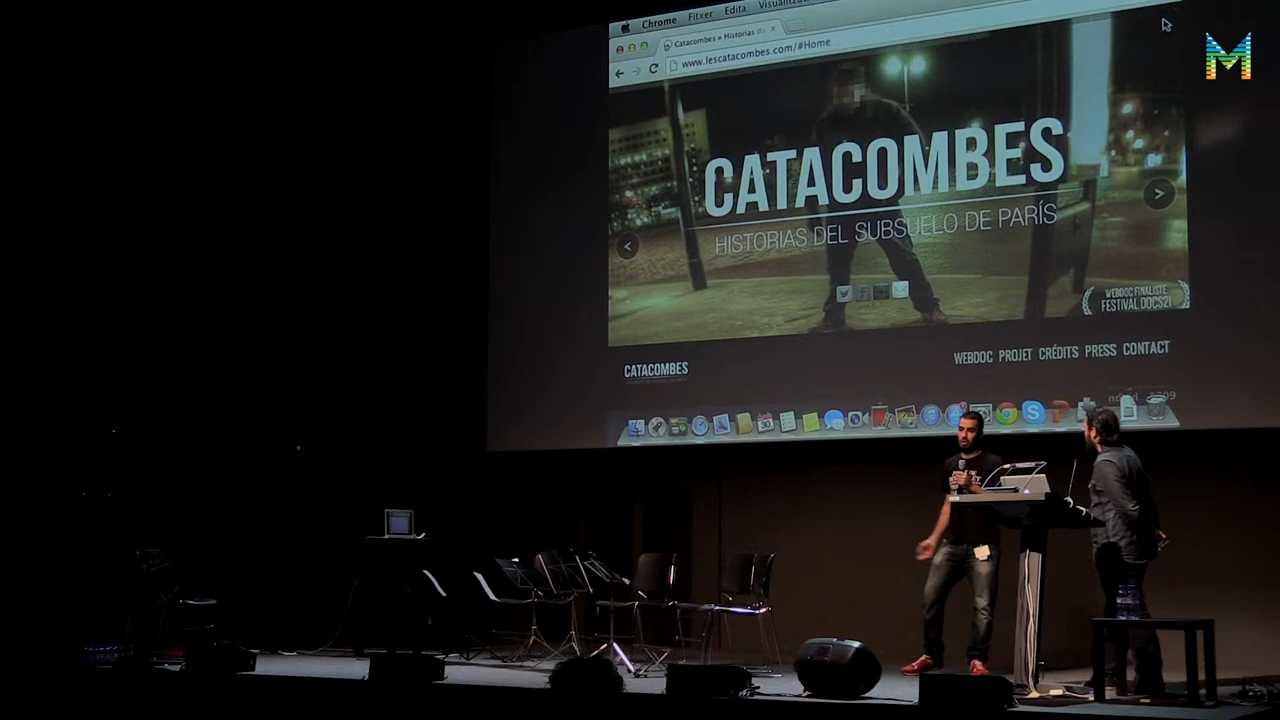 Chrome Fitxer Edita
Catacombes » Historias de
www.lescatacombes.com/#Home
M
CATACOMBES
HISTORIAS DEL SUBSUELO DE PARÍS
WEBDOC FINALISTE
FESTIVAL DOCS21
CATACOMBES
WEBDOC PROJET CRÉDITS PRESS CONTACT